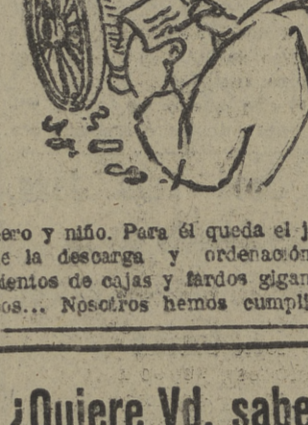 ero y niño. Para él queda el j
e la descarga y ordenación
ientos de cajas y fardos gigan
os... Nosotros hemos cumpli
¿Quiere Vd. sabe